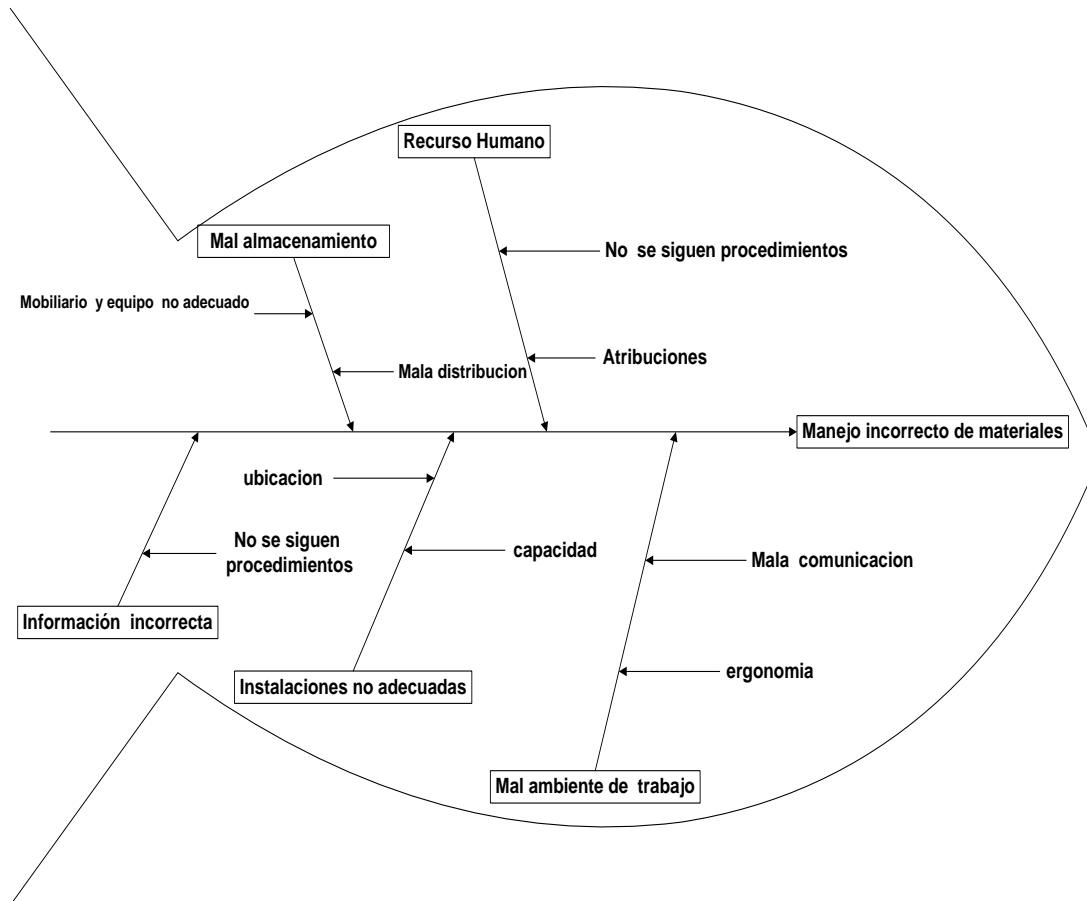 Recurso Humano
Mal almacenamiento
No se siguen procedimientos
Mobiliario y equipo no adecuado
Atribuciones
Mala distribucion
Manejo incorrecto de materiales
ubicacion
No se siguen
procedimientos
capacidad
Mala comunicacion
Información incorrecta
ergonomia
Instalaciones no adecuadas
Mal ambiente de trabajo